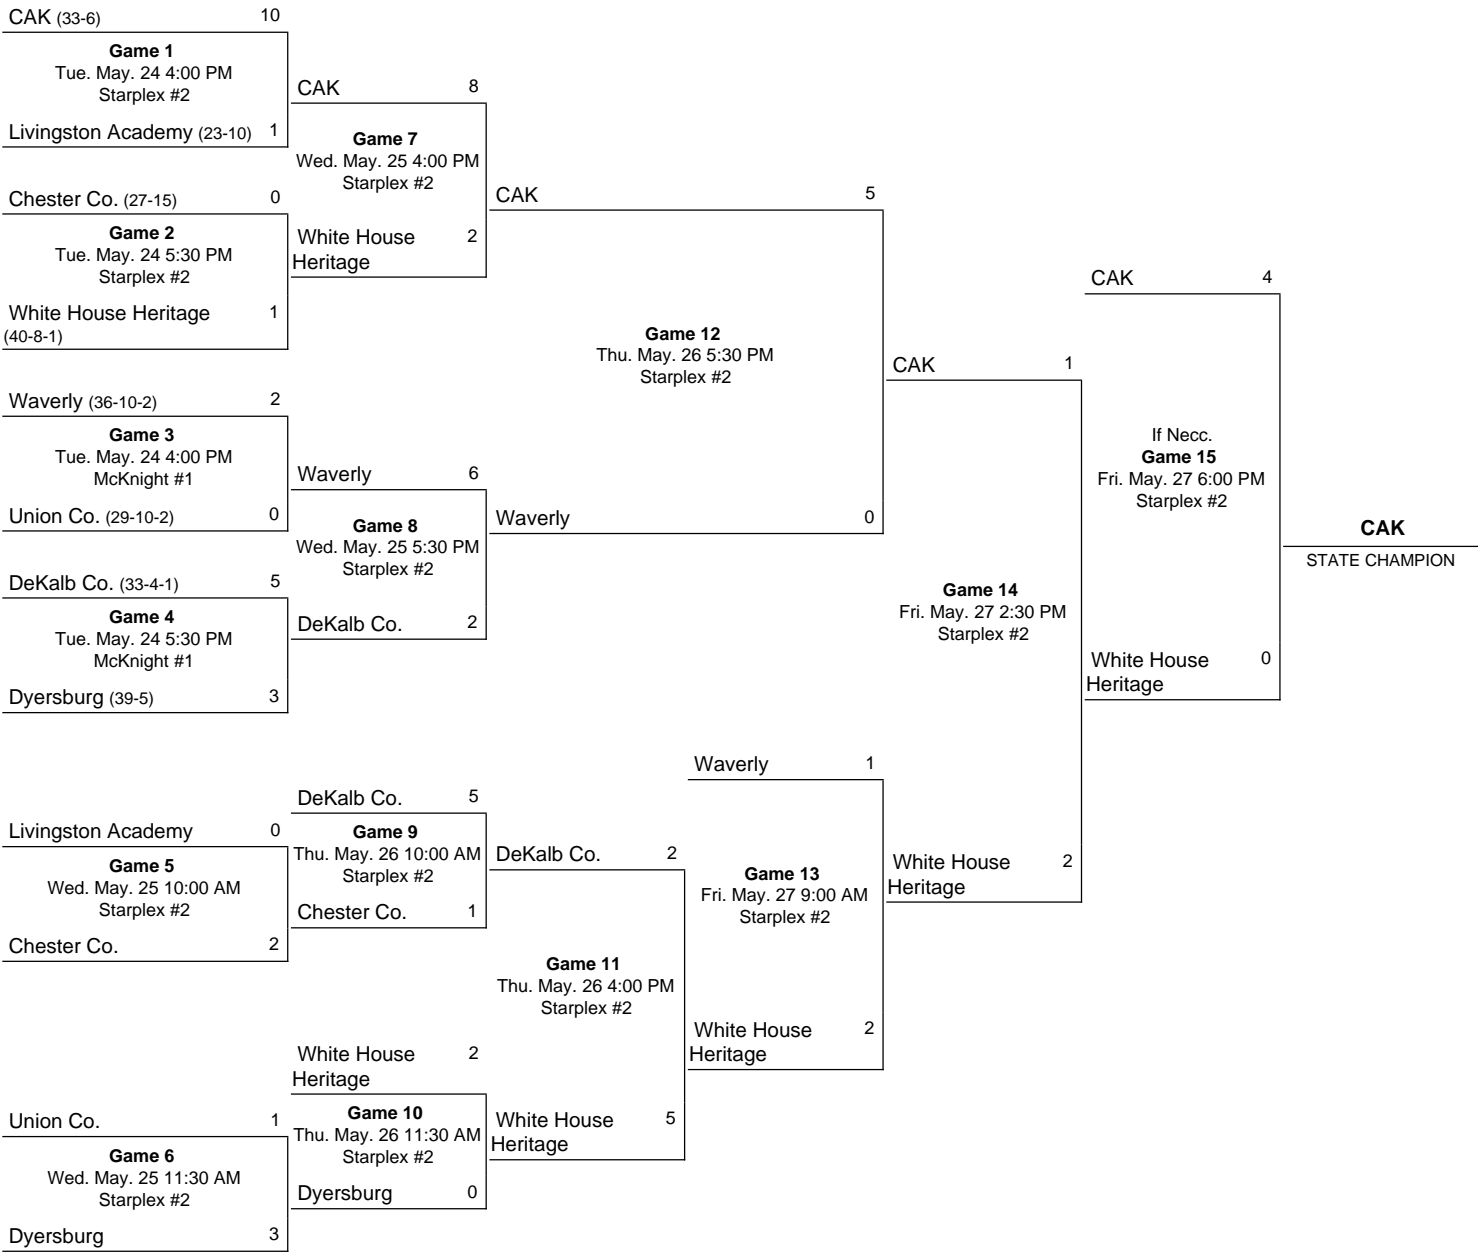 CAK (33-6) 10
Game 1
Tue. May. 24 4:00 PM
Starplex #2
Livingston Academy (23-10) 1
Chester Co. (27-15) 0
Game 2
Tue. May. 24 5:30 PM
Starplex #2
White House Heritage 1
(40-8-1)
Waverly (36-10-2) 2
Game 3
Tue. May. 24 4:00 PM
McKnight #1
Union Co. (29-10-2) 0
DeKalb Co. (33-4-1) 5
Game 4
Tue. May. 24 5:30 PM
McKnight #1
Dyersburg (39-5) 3
Livingston Academy 0
Game 5
Wed. May. 25 10:00 AM
Starplex #2
Chester Co. 2
Union Co. 1
Game 6
Wed. May. 25 11:30 AM
Starplex #2
Dyersburg 3
CAK 8
Game 7
Wed. May. 25 4:00 PM
Starplex #2
White House 2
Heritage
Waverly 6
Game 8
Wed. May. 25 5:30 PM
Starplex #2
DeKalb Co. 2
DeKalb Co. 5
Game 9
Thu. May. 26 10:00 AM
Starplex #2
Chester Co. 1
White House 2
Heritage
Game 10
Thu. May. 26 11:30 AM
Starplex #2
Dyersburg 0
CAK 5
Game 12
Thu. May. 26 5:30 PM
Starplex #2
Waverly 0
DeKalb Co. 2
Game 11
Thu. May. 26 4:00 PM
Starplex #2
White House 5
Heritage
Waverly 1
Game 13
Fri. May. 27 9:00 AM
Starplex #2
White House 2
Heritage
CAK 1
Game 14
Fri. May. 27 2:30 PM
Starplex #2
White House 2
Heritage
CAK 4
If Necc.
Game 15
Fri. May. 27 6:00 PM
Starplex #2
White House 0
Heritage
CAK
STATE CHAMPION